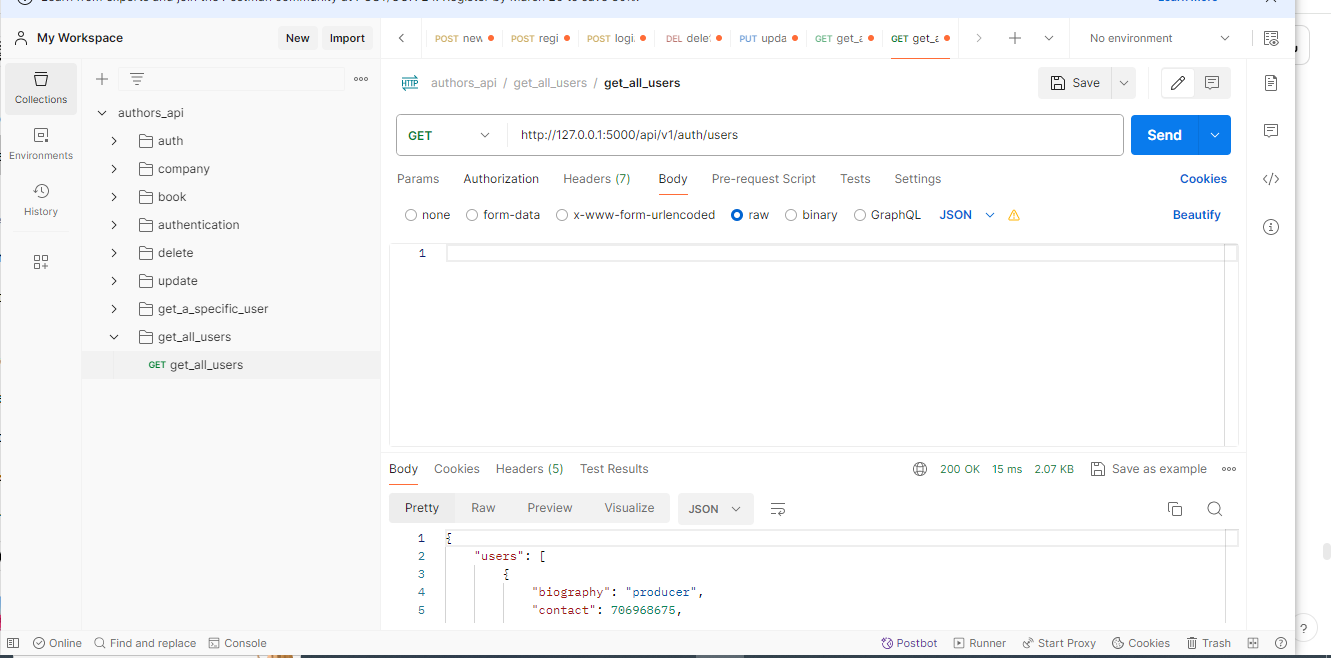 My Workspace
New
Import
POST new
POST regi
POST logi
DEL dele
PUT upda
GET get_a
GET get_a
No environment
Collections
Environments
History
authors_api
auth
company
book
authentication
delete
update
get_a_specific_user
get_all_users
GET get_all_users
HTTP authors_api / get_all_users / get_all_users
Save
GET
http://127.0.0.1:5000/api/v1/auth/users
Send
Params
Authorization
Headers (7)
Body
Pre-request Script
Tests
Settings
Cookies
none
form-data
x-www-form-urlencoded
raw
binary
GraphQL
JSON
Beautify
1
Body
Cookies
Headers (5)
Test Results
200 OK
15 ms
2.07 KB
Save as example
Pretty
Raw
Preview
Visualize
JSON
1 {
2 "users": [
3 {
4 "biography": "producer",
5 "contact": 706968675,
Online
Find and replace
Console
Postbot
Runner
Start Proxy
Cookies
Trash